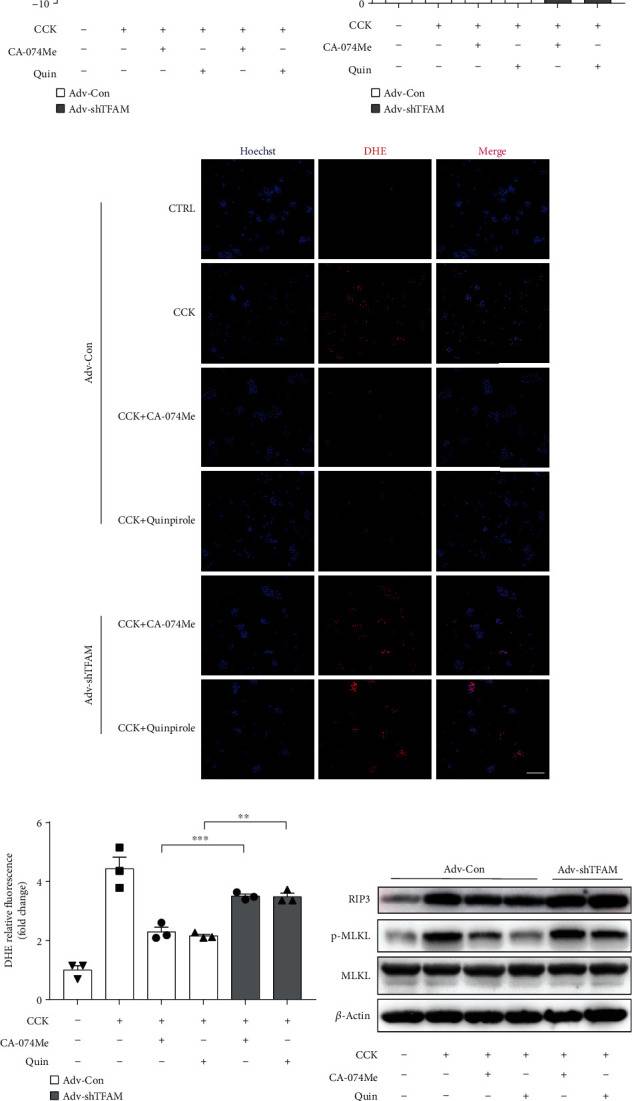 −10
CCK − + + + + +
CA-074Me − − + − + −
Quin − − − + − +
Adv-Con
Adv-shTFAM
0
CCK − + + + + +
CA-074Me − − + − + −
Quin − − − + − +
Adv-Con
Adv-shTFAM
Hoechst DHE Merge
Adv-Con
CTRL
CCK
CCK+CA-074Me
CCK+Quinpirole
Adv-shTFAM
CCK+CA-074Me
CCK+Quinpirole
DHE relative fluorescence
(fold change)
6
4
2
0
***
**
CCK − + + + + +
CA-074Me − − + − + −
Quin − − − + − +
Adv-Con
Adv-shTFAM
Adv-Con Adv-shTFAM
RIP3
p-MLKL
MLKL
β-Actin
CCK − + + + + +
CA-074Me − − + − + −
Quin − − − + − +